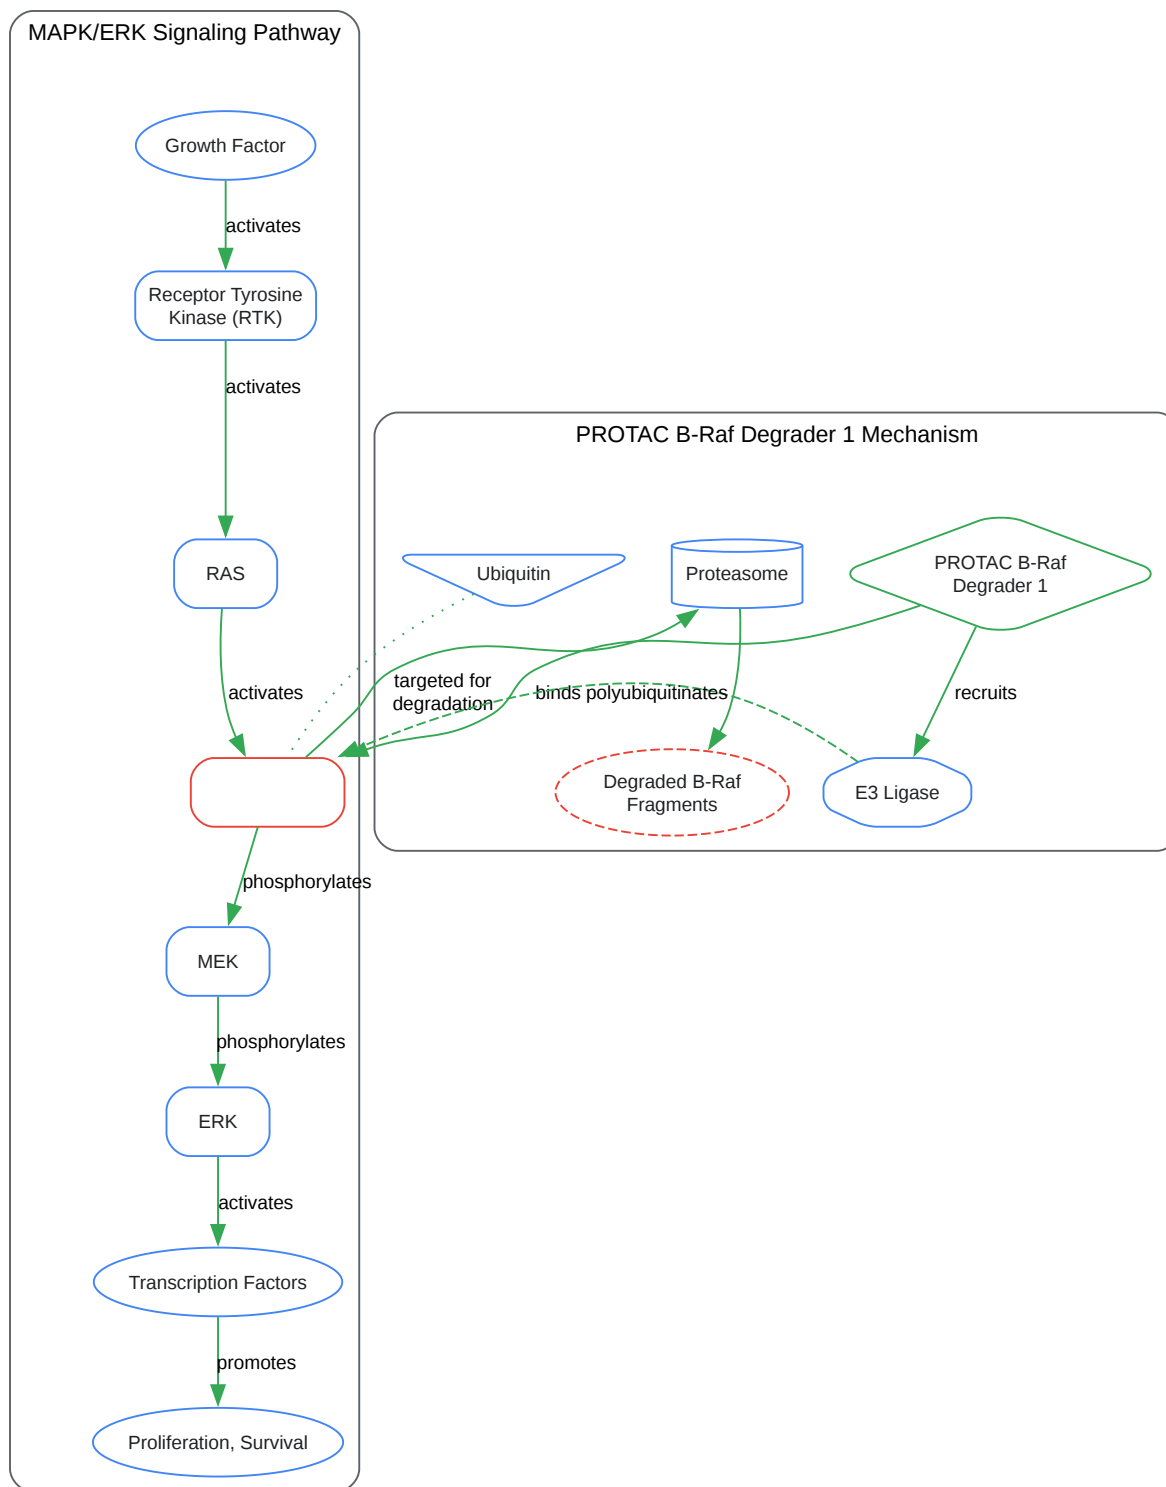 MAPK/ERK Signaling Pathway
Growth Factor
activates
Receptor Tyrosine
Kinase (RTK)
activates
PROTAC B-Raf Degrader 1 Mechanism
RAS
Ubiquitin
Proteasome
PROTAC B-Raf
Degrader 1
activates
targeted for
degradation
binds
polyubiquitinates
recruits
Degraded B-Raf
Fragments
E3 Ligase
phosphorylates
MEK
phosphorylates
ERK
activates
Transcription Factors
promotes
Proliferation, Survival